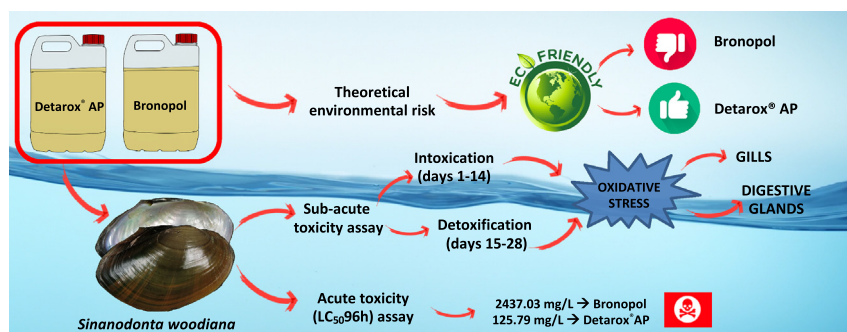 Detarox® AP
Bronopol
Theoretical
environmental risk
ECO FRIENDLY
Bronopol
Detarox® AP
Intoxication
(days 1-14)
Sub-acute
toxicity assay
Detoxification
(days 15-28)
OXIDATIVE
STRESS
GILLS
DIGESTIVE
GLANDS
Sinanodonta woodiana
Acute toxicity
(LC₅₀96h) assay
2437.03 mg/L → Bronopol
125.79 mg/L → Detarox®AP